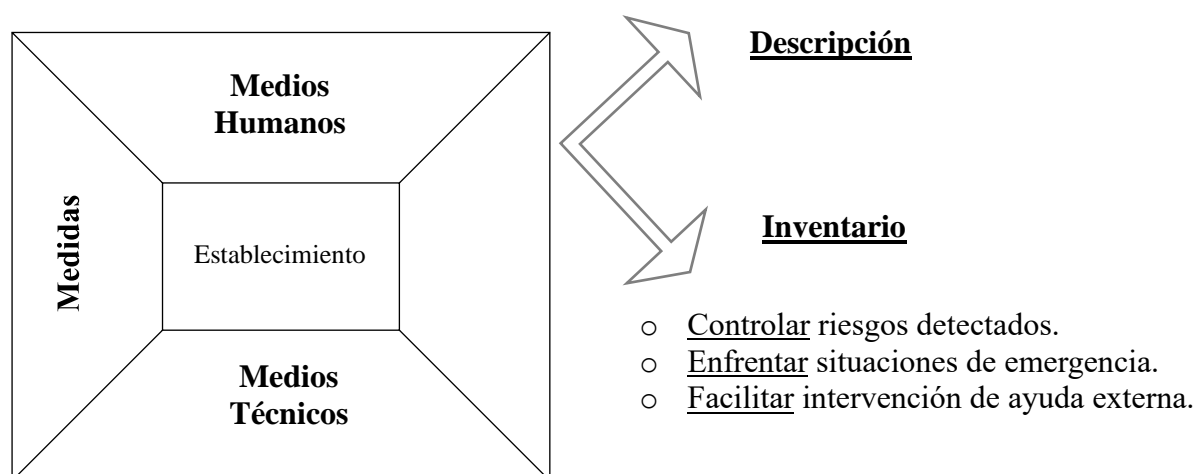 Medios
Humanos
Medidas
Establecimiento
Medios
Técnicos
Descripción
Inventario
o Controlar riesgos detectados.
o Enfrentar situaciones de emergencia.
o Facilitar intervención de ayuda externa.